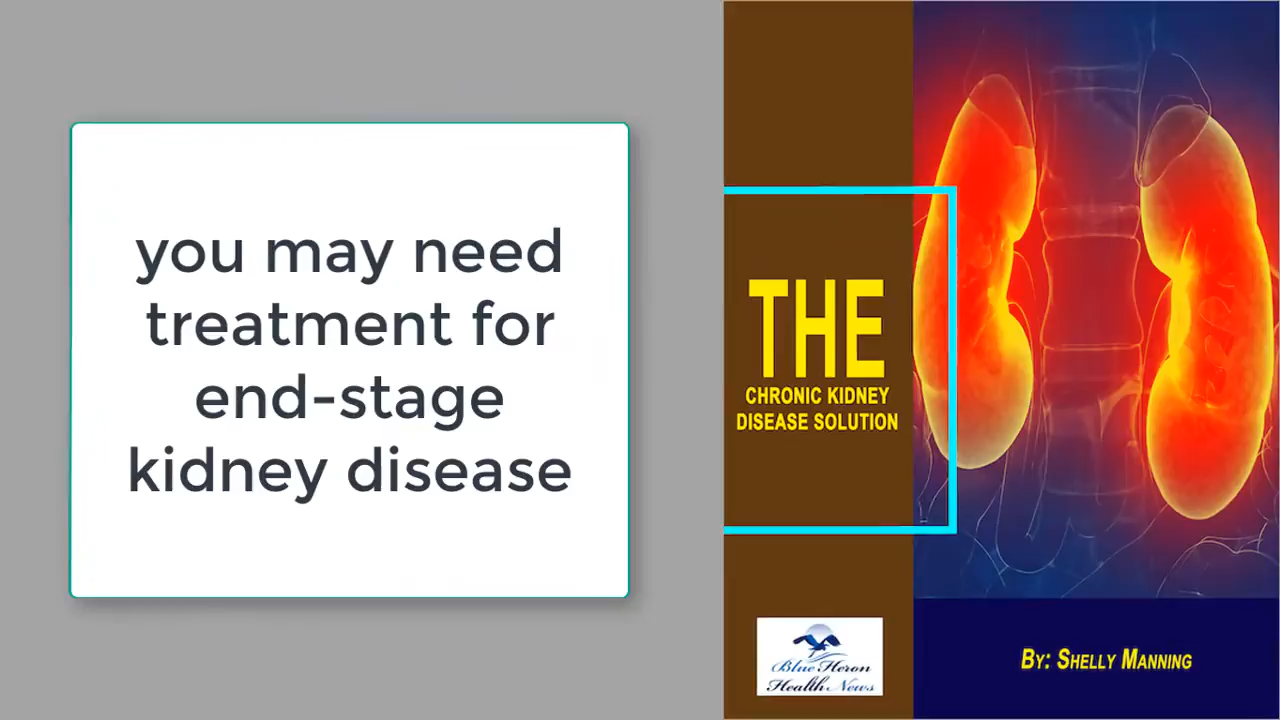 you may need
treatment for
end-stage
kidney disease
THE
CHRONIC KIDNEY
DISEASE SOLUTION
Blue Heron
Health News
By: Shelly Manning